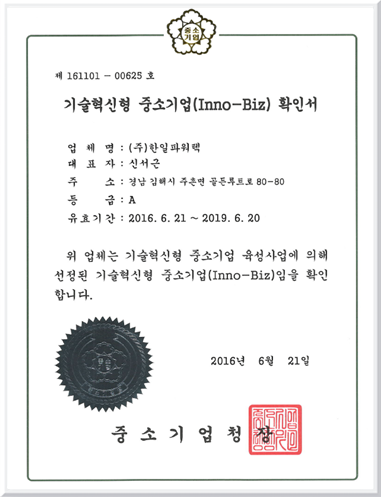 중소
기업
제 161101 - 00625 호
기술혁신형 중소기업(Inno-Biz) 확인서
업 체 명 : (주)한일파워텍
대 표 자 : 신서근
주 소 : 경남 김해시 주촌면 골든루트로 80-80
등 급 : A
유효기간 : 2016. 6. 21 ~ 2019. 6. 20
위 업체는 기술혁신형 중소기업 육성사업에 의해
선정된 기술혁신형 중소기업(Inno-Biz)임을 확인
합니다.
2016년 6월 21일
중 소 기 업 청 장